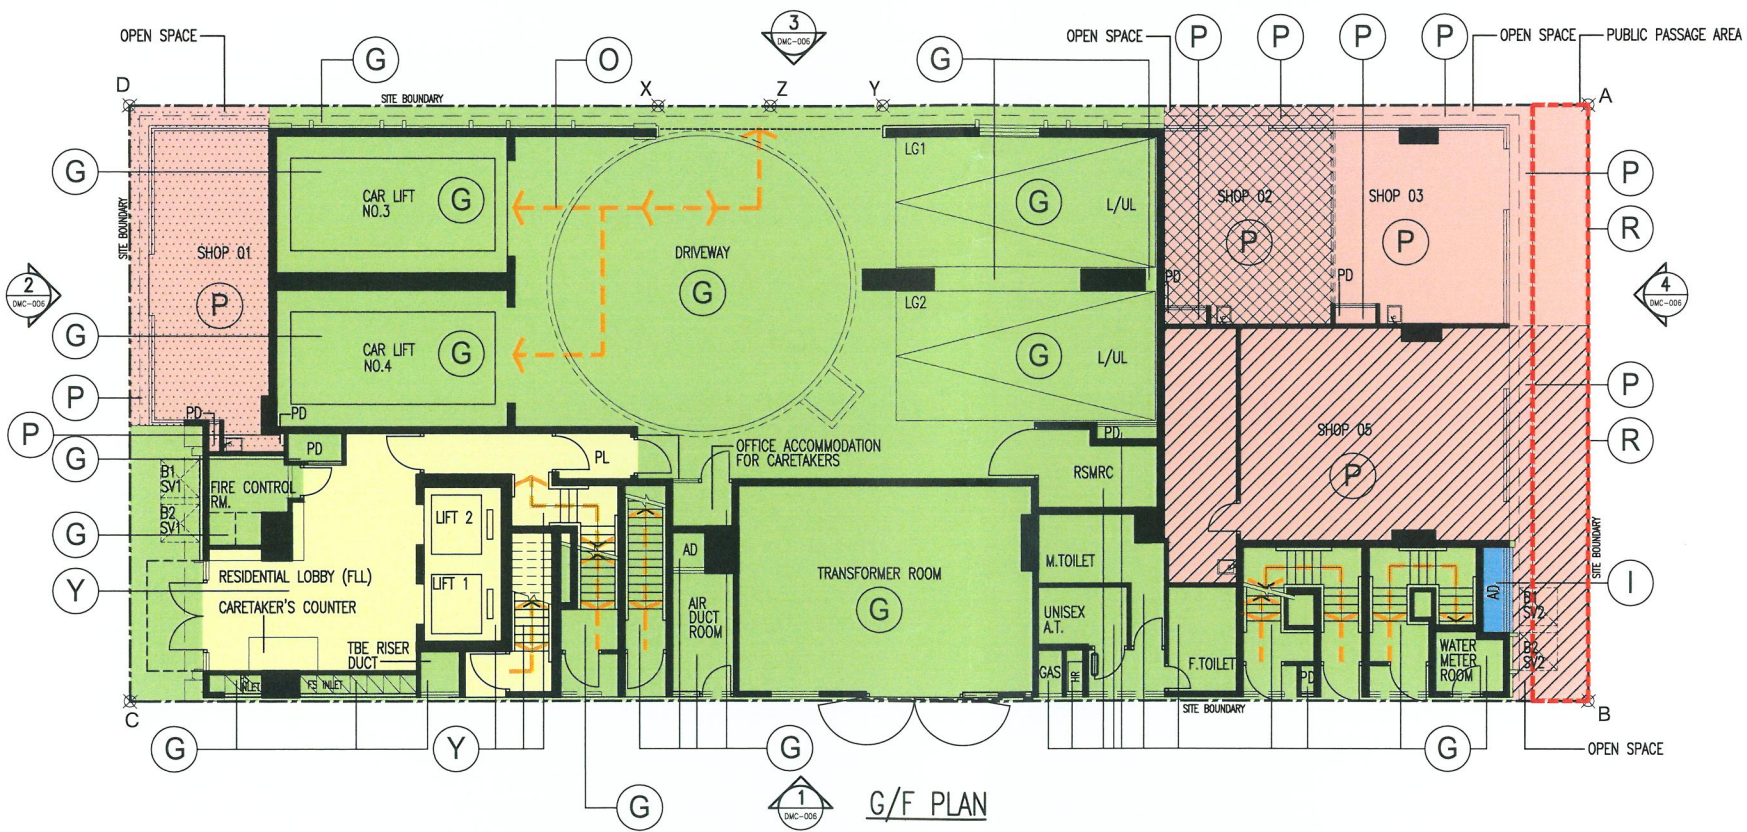 OPEN SPACE
G
O
3
DMC-006
G
OPEN SPACE
P
P
P
P
OPEN SPACE
PUBLIC PASSAGE AREA
D
SITE BOUNDARY
X
Z
Y
A
G
CAR LIFT
NO.3
G
LG1
G
L/UL
SHOP 02
P
SHOP 03
P
P
R
SITE BOUNDARY
SHOP 01
P
DRIVEWAY
G
PD
PD
2
DMC-006
4
DMC-006
G
CAR LIFT
NO.4
G
LG2
G
L/UL
P
P
R
P
PD
PD
G
PD
PL
OFFICE ACCOMMODATION
FOR CARETAKERS
PD
RSMRC
SHOP 05
P
B1
SV1
B2
SV1
FIRE CONTROL
RM.
G
LIFT 2
LIFT 1
AD
AIR
DUCT
ROOM
TRANSFORMER ROOM
G
M.TOILET
UNISEX
A.T.
GAS
HR
F.TOILET
PD
WATER
METER
ROOM
AD
I
SITE BOUNDARY
B1
SV2
B2
SV2
Y
RESIDENTIAL LOBBY (FLL)
CARETAKER'S COUNTER
TBE RISER
DUCT
INLET
FS INLET
C
SITE BOUNDARY
B
G
Y
G
G
OPEN SPACE
G
1
DMC-006
G/F PLAN